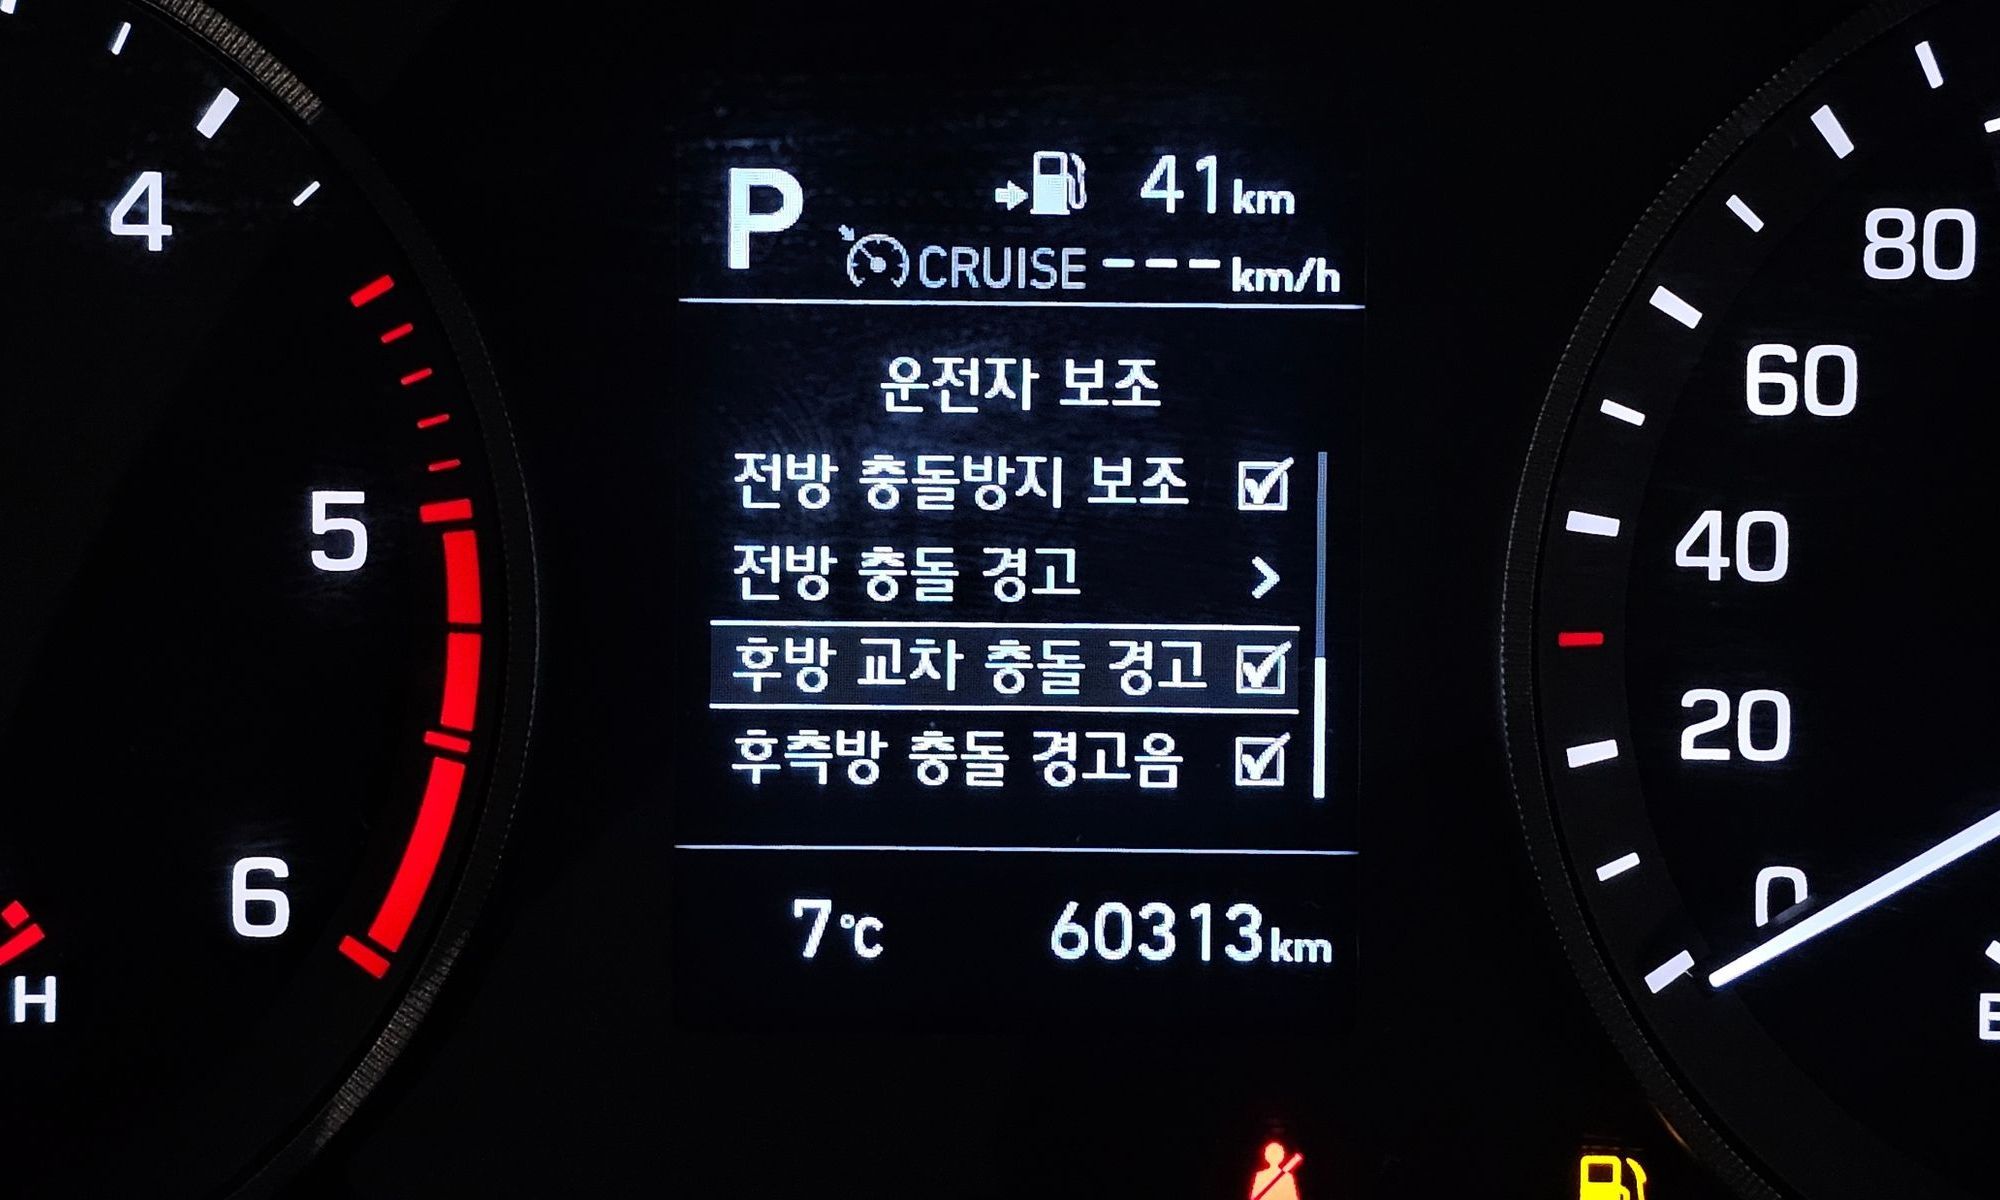 P 41km
CRUISE ---km/h
운전자 보조
전방 충돌방지 보조
전방 충돌 경고
후방 교차 충돌 경고
후측방 충돌 경고음
7℃ 60313km
4
5
6
H
80
60
40
20
0
E